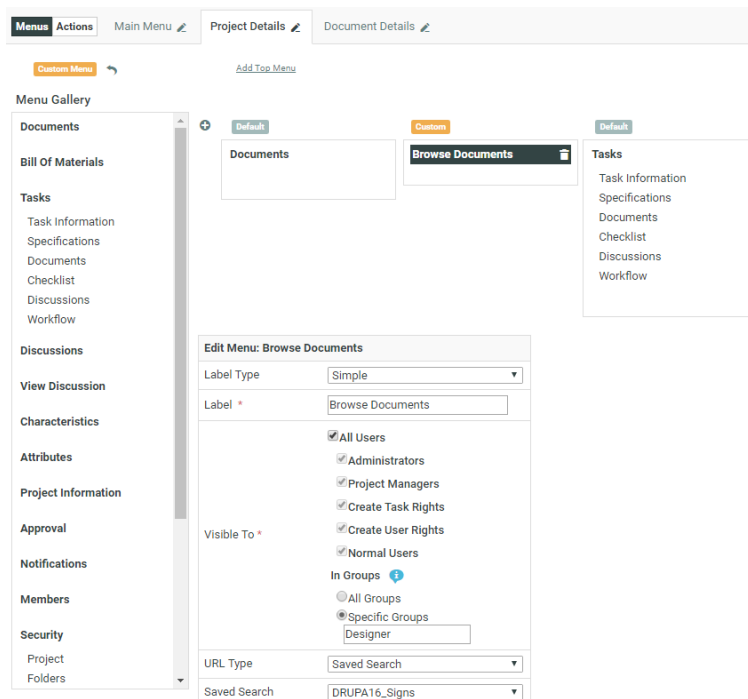 Menus Actions Main Menu Project Details Document Details
Custom Menu Add Top Menu
Menu Gallery
Documents
Bill Of Materials
Tasks
Task Information
Specifications
Documents
Checklist
Discussions
Workflow
Discussions
View Discussion
Characteristics
Attributes
Project Information
Approval
Notifications
Members
Security
Project
Folders
Default Custom Default
Documents Browse Documents Tasks
Task Information
Specifications
Documents
Checklist
Discussions
Workflow
Edit Menu: Browse Documents
Label Type Simple
Label * Browse Documents
Visible To *
All Users
Administrators
Project Managers
Create Task Rights
Create User Rights
Normal Users
In Groups
All Groups
Specific Groups
Designer
URL Type Saved Search
Saved Search DRUPA16_Signs